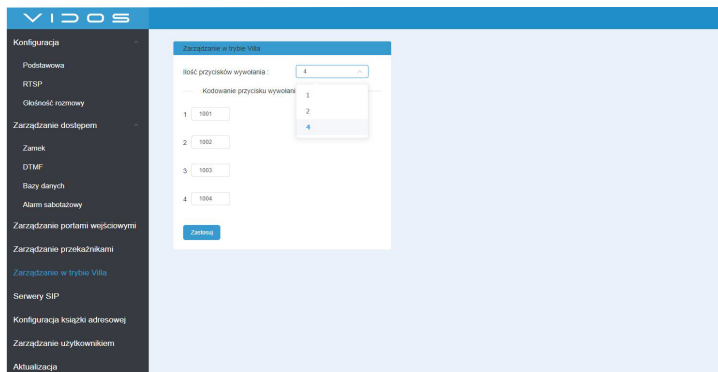 VIDOS
Konfiguracja
Podstawowa
RTSP
Głośność rozmowy
Zarządzanie dostępem
Zamek
DTMF
Bazy danych
Alarm sabotażowy
Zarządzanie portami wejściowymi
Zarządzanie przekaźnikami
Zarządzanie w trybie Villa
Serwery SIP
Konfiguracja książki adresowej
Zarządzanie użytkownikiem
Aktualizacja
Zarządzanie w trybie Villa
Ilość przycisków wywołania : 4
Kodowanie przycisku wywołani
1
2
4
1 1001
2 1002
3 1003
4 1004
Zastosuj